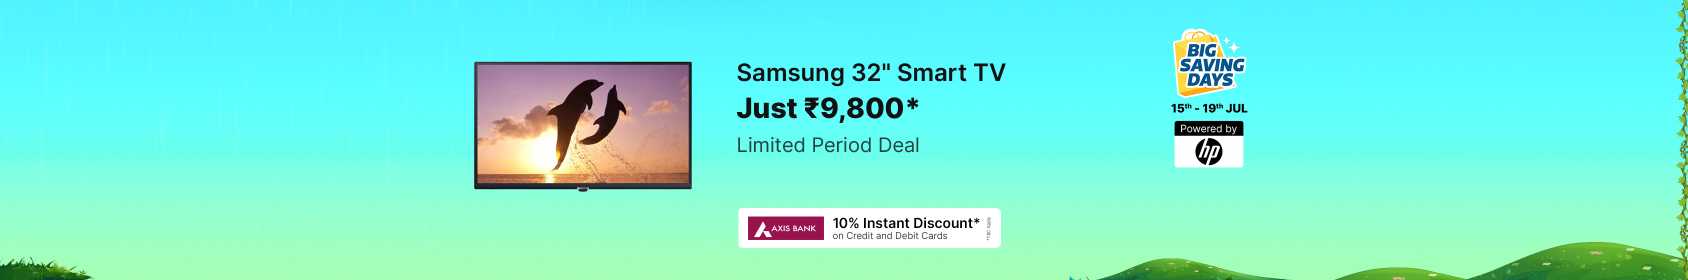 Samsung 32" Smart TV
Just ₹9,800*
Limited Period Deal
AXIS BANK
10% Instant Discount*
on Credit and Debit Cards
BIG
SAVING
DAYS
15th - 19th JUL
Powered by
hp